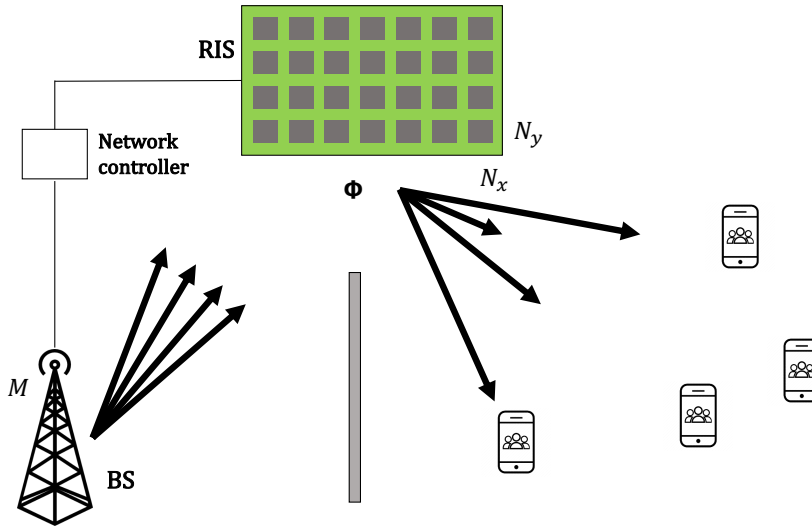 RIS
N_y
Network
controller
Φ
N_x
M
BS